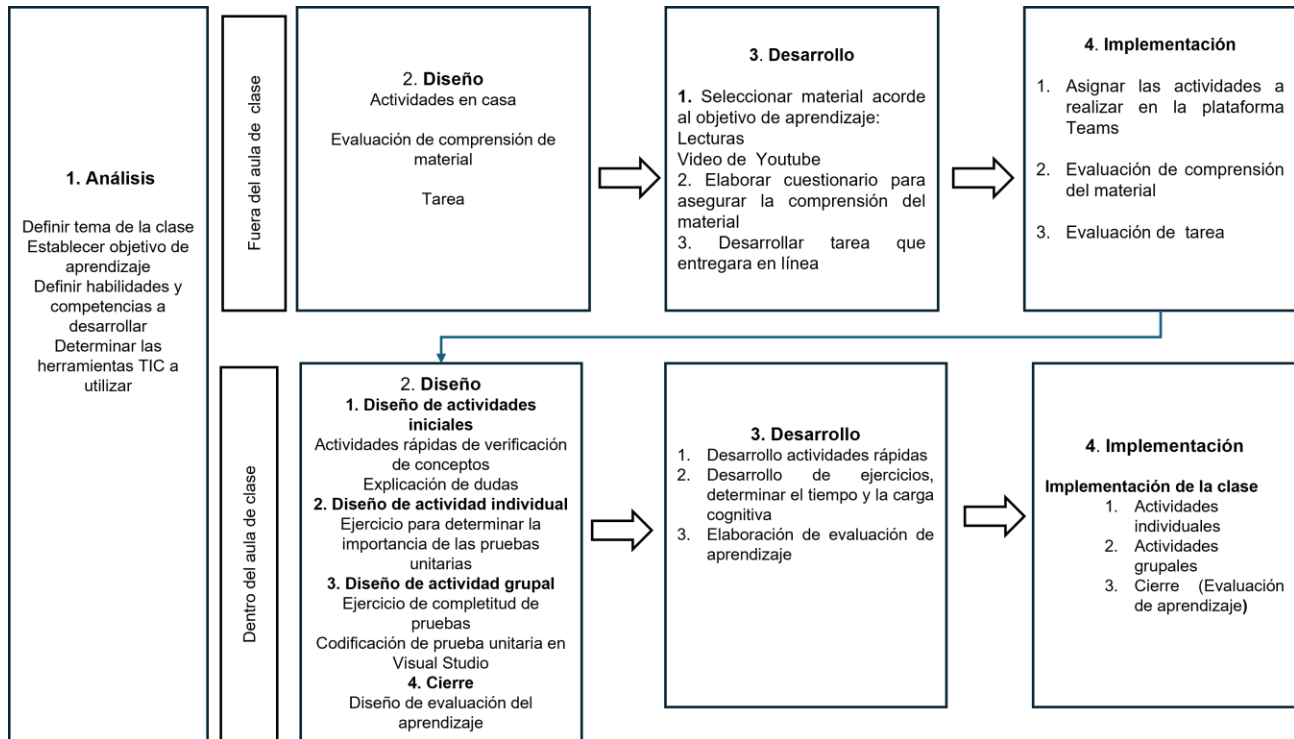 1. Análisis
Definir tema de la clase
Establecer objetivo de
aprendizaje
Definir habilidades y
competencias a
desarrollar
Determinar las
herramientas TIC a
utilizar
Fuera del aula de clase
2. Diseño
Actividades en casa
Evaluación de comprensión de
material
Tarea
3. Desarrollo
1. Seleccionar material acorde
al objetivo de aprendizaje:
Lecturas
Video de Youtube
2. Elaborar cuestionario para
asegurar la comprensión del
material
3. Desarrollar tarea que
entregara en línea
4. Implementación
1. Asignar las actividades a
realizar en la plataforma
Teams
2. Evaluación de comprensión
del material
3. Evaluación de tarea
Dentro del aula de clase
2. Diseño
1. Diseño de actividades
iniciales
Actividades rápidas de verificación
de conceptos
Explicación de dudas
2. Diseño de actividad individual
Ejercicio para determinar la
importancia de las pruebas
unitarias
3. Diseño de actividad grupal
Ejercicio de completitud de
pruebas
Codificación de prueba unitaria en
Visual Studio
4. Cierre
Diseño de evaluación del
aprendizaje
3. Desarrollo
1. Desarrollo actividades rápidas
2. Desarrollo de ejercicios,
determinar el tiempo y la carga
cognitiva
3. Elaboración de evaluación de
aprendizaje
4. Implementación
Implementación de la clase
1. Actividades
individuales
2. Actividades
grupales
3. Cierre (Evaluación
de aprendizaje)